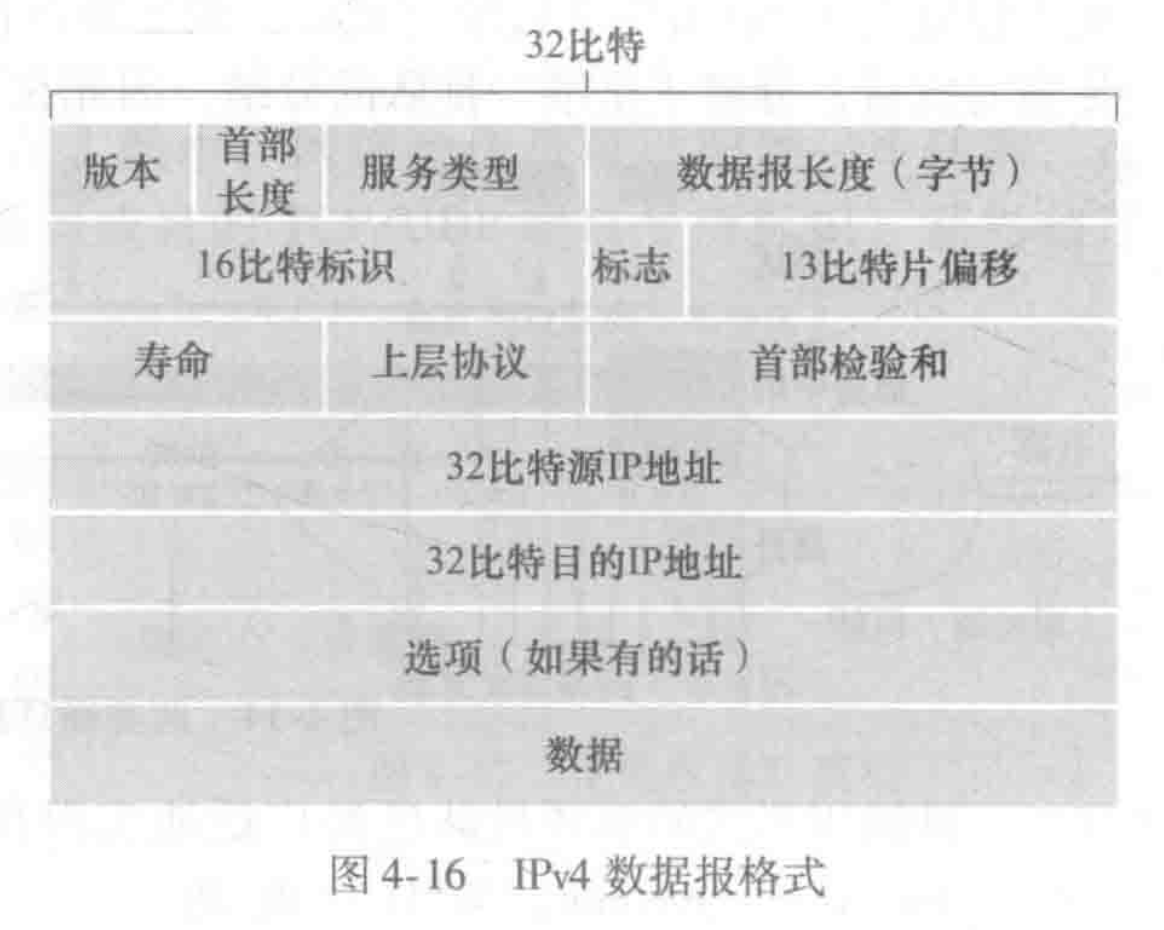 32比特
版本 首部长度 服务类型 数据报长度（字节）
16比特标识 标志 13比特片偏移
寿命 上层协议 首部检验和
32比特源IP地址
32比特目的IP地址
选项（如果有的话）
数据
图 4-16 IPv4 数据报格式